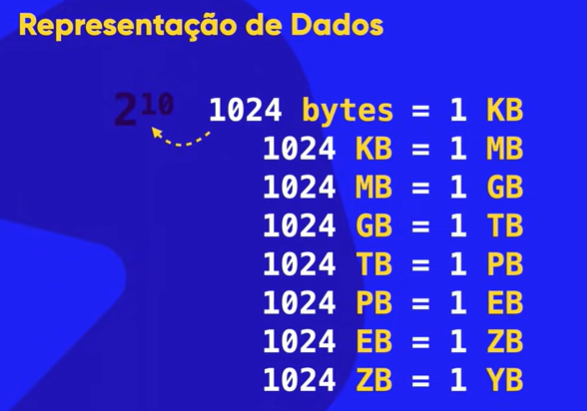 Representação de Dados
2¹⁰ 1024 bytes = 1 KB
1024 KB = 1 MB
1024 MB = 1 GB
1024 GB = 1 TB
1024 TB = 1 PB
1024 PB = 1 EB
1024 EB = 1 ZB
1024 ZB = 1 YB